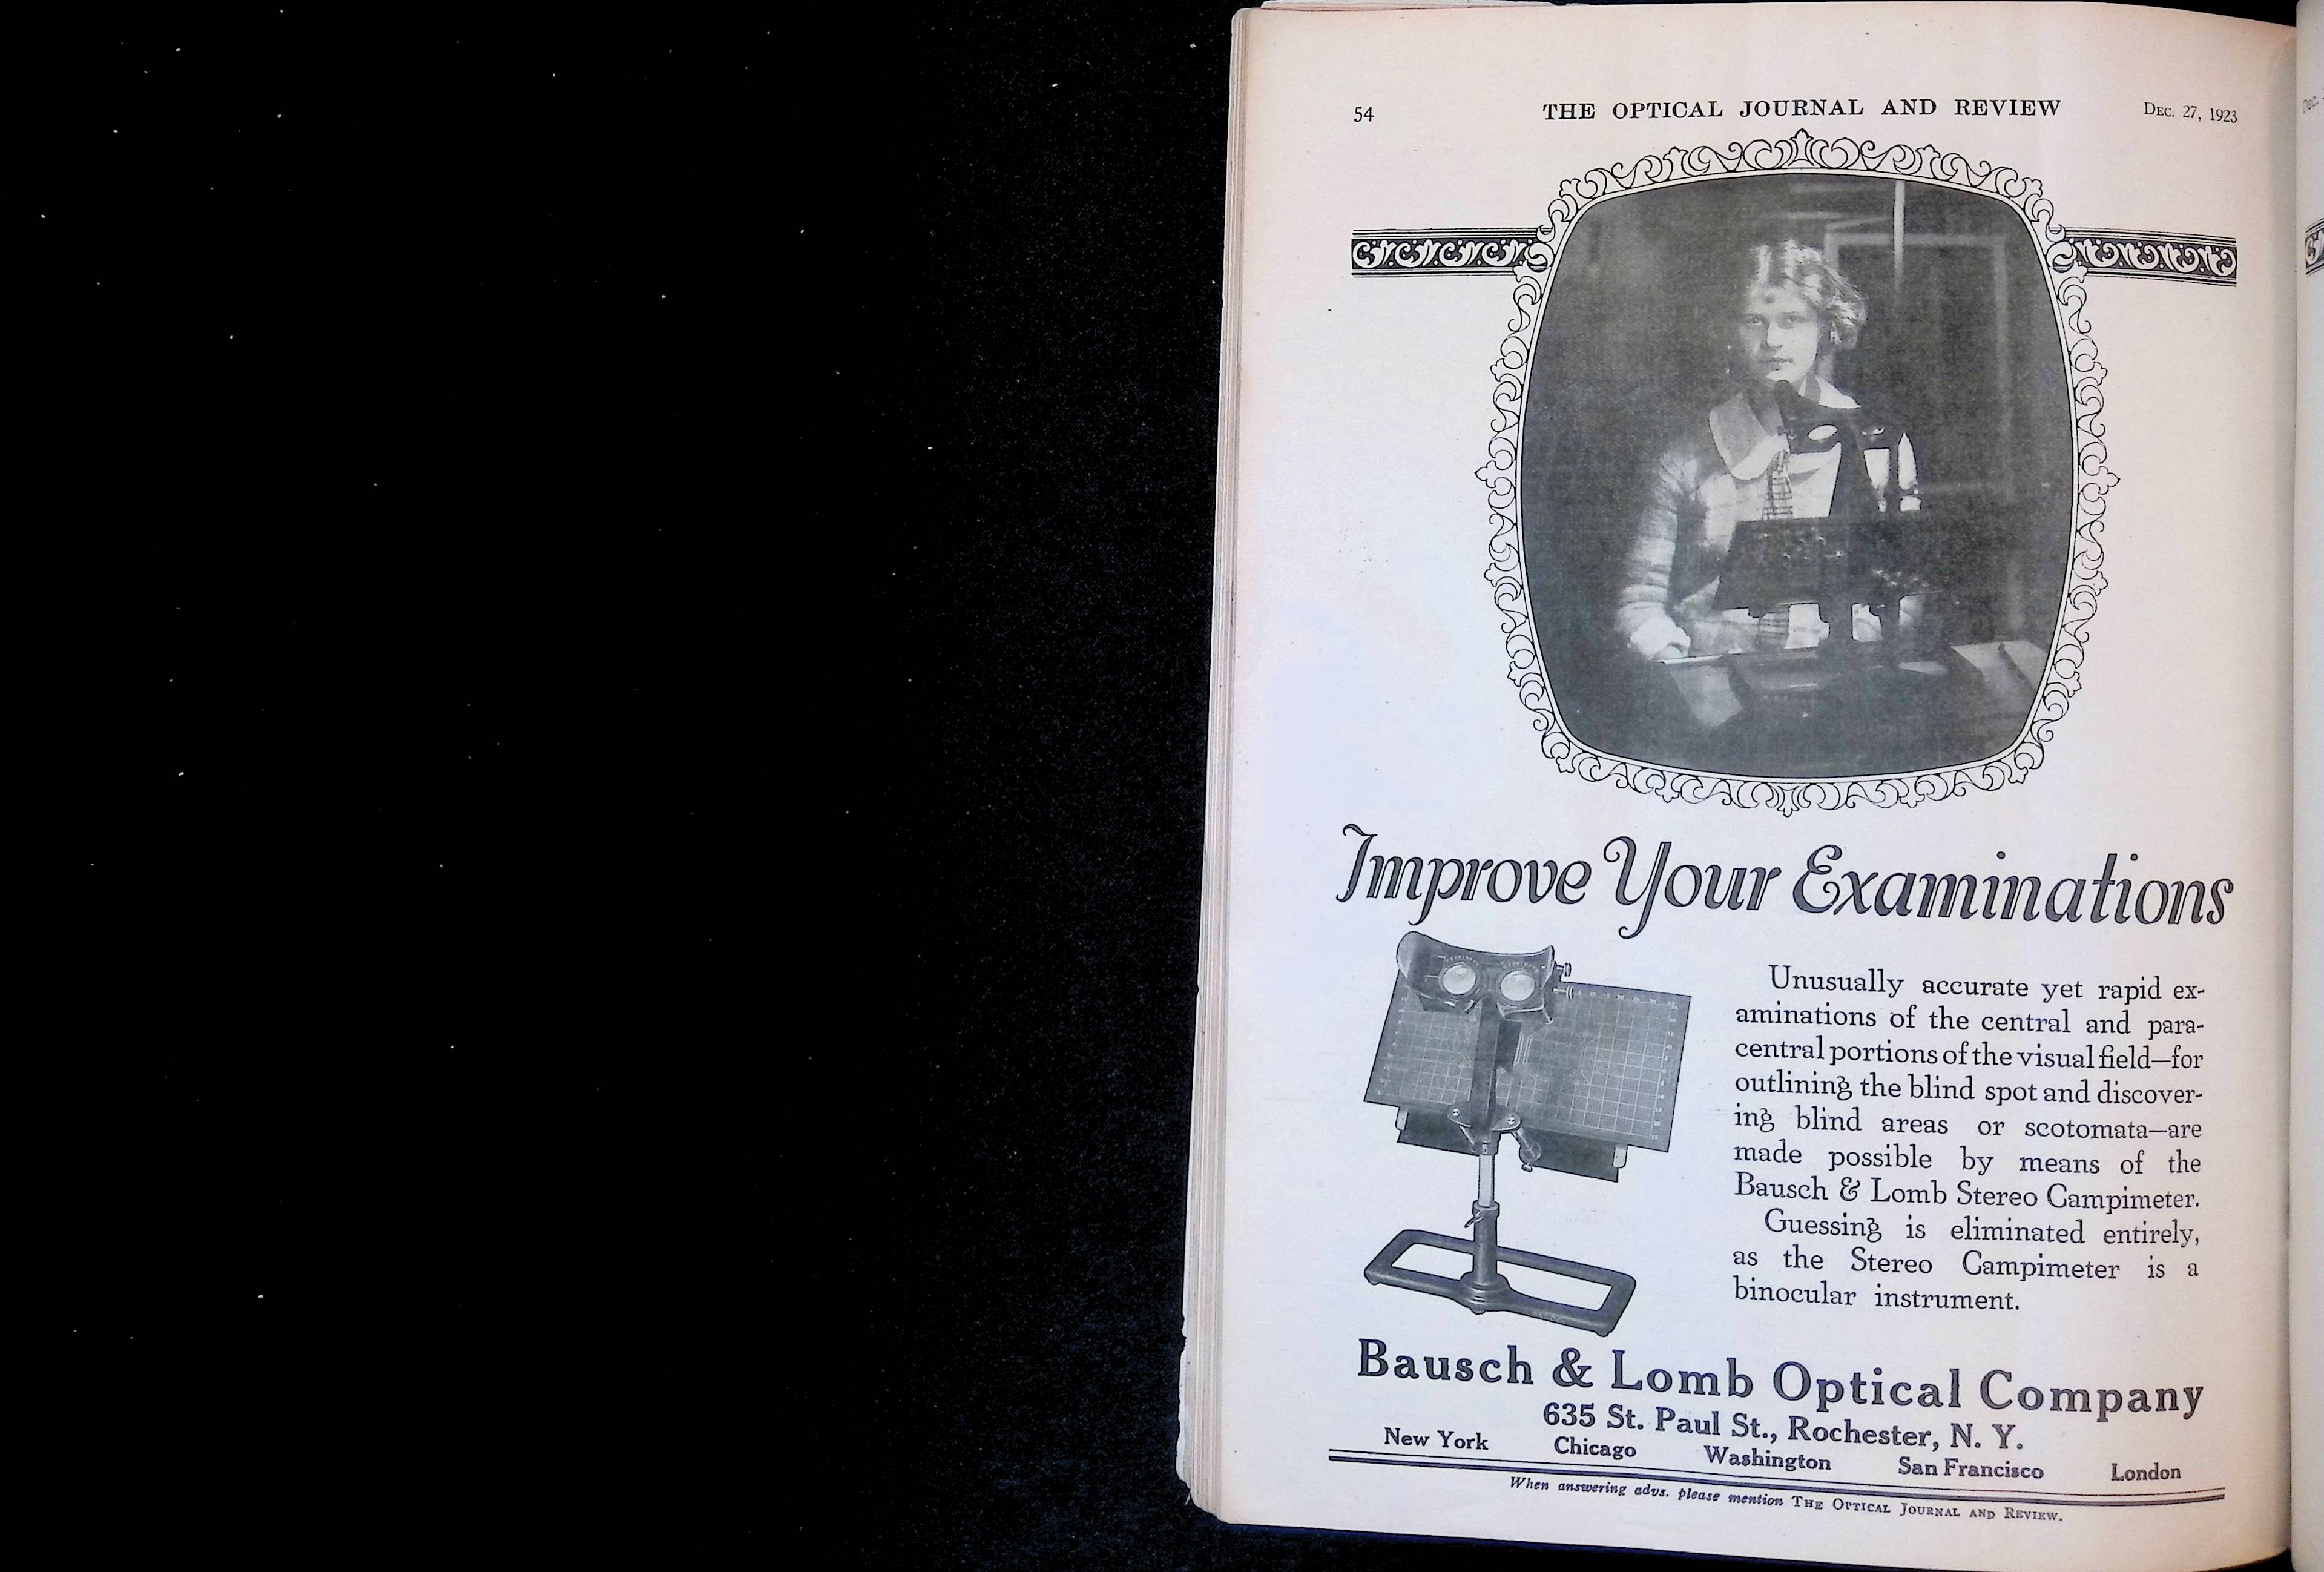 54
THE OPTICAL JOURNAL AND REVIEW
DEC. 27, 1923
Improve Your Examinations
Unusually accurate yet rapid ex-
aminations of the central and para-
central portions of the visual field—for
outlining the blind spot and discover-
ing blind areas or scotomata—are
made possible by means of the
Bausch & Lomb Stereo Campimeter.
Guessing is eliminated entirely,
as the Stereo Campimeter is a
binocular instrument.
Bausch & Lomb Optical Company
635 St. Paul St., Rochester, N. Y.
New York Chicago Washington San Francisco London
When answering advs. please mention THE OPTICAL JOURNAL AND REVIEW.